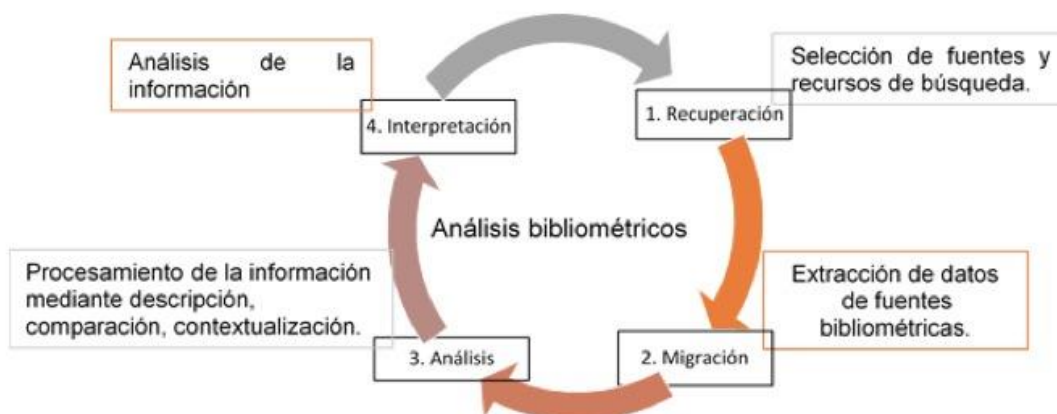 Análisis de la
información
4. Interpretación
Selección de fuentes y
recursos de búsqueda.
1. Recuperación
Análisis bibliométricos
Procesamiento de la información
mediante descripción,
comparación, contextualización.
3. Análisis
Extracción de datos
de fuentes
bibliométricas.
2. Migración